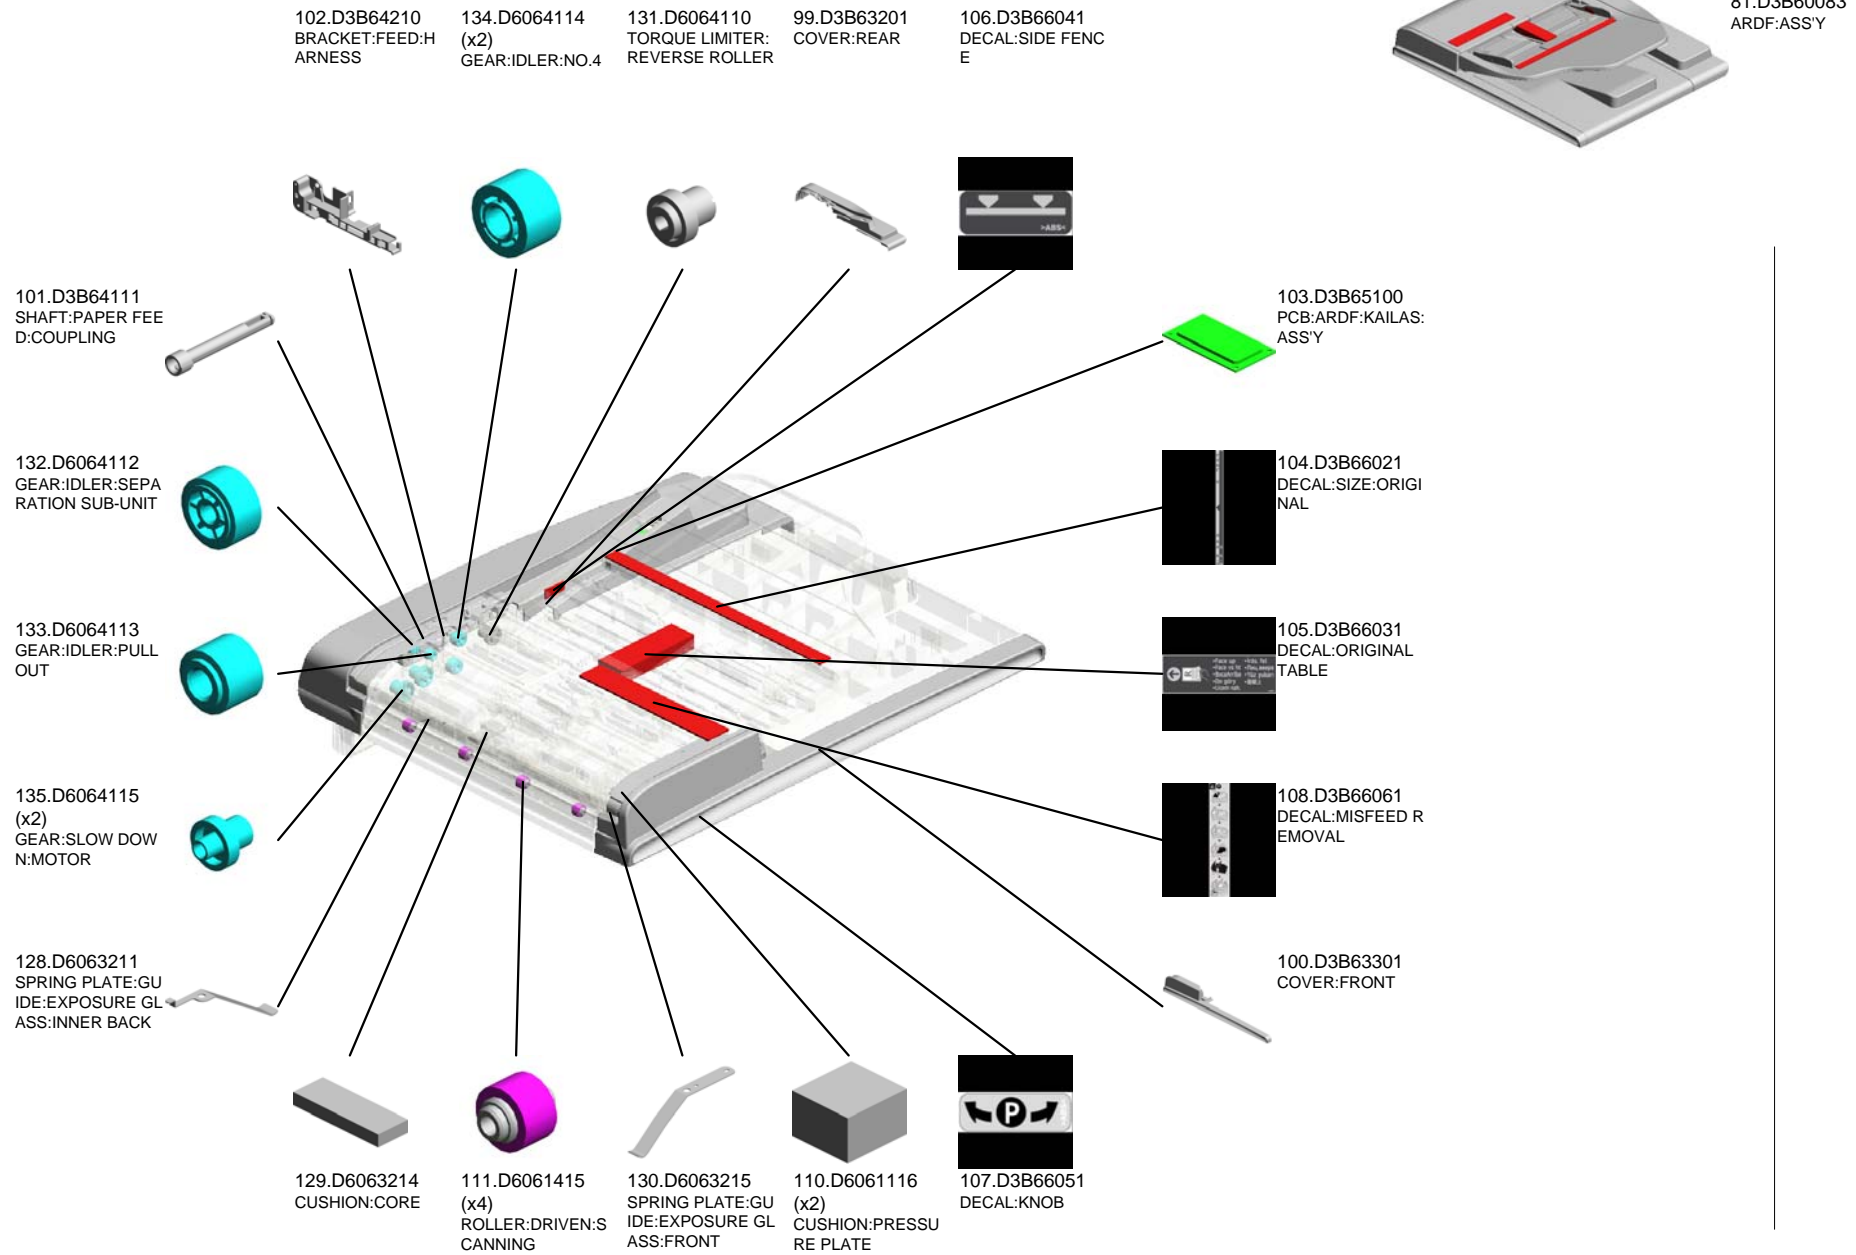 102.D3B64210
BRACKET:FEED:H
ARNESS
134.D6064114
(x2)
GEAR:IDLER:NO.4
131.D6064110
TORQUE LIMITER:
REVERSE ROLLER
99.D3B63201
COVER:REAR
106.D3B66041
DECAL:SIDE FENC
E
81.D3B60083
ARDF:ASS'Y
>ABS<
101.D3B64111
SHAFT:PAPER FEE
D:COUPLING
103.D3B65100
PCB:ARDF:KAILAS:
ASS'Y
132.D6064112
GEAR:IDLER:SEPA
RATION SUB-UNIT
104.D3B66021
DECAL:SIZE:ORIGI
NAL
133.D6064113
GEAR:IDLER:PULL
OUT
105.D3B66031
DECAL:ORIGINAL
TABLE
135.D6064115
(x2)
GEAR:SLOW DOW
N:MOTOR
108.D3B66061
DECAL:MISFEED R
EMOVAL
128.D6063211
SPRING PLATE:GU
IDE:EXPOSURE GL
ASS:INNER BACK
100.D3B63301
COVER:FRONT
P
129.D6063214
CUSHION:CORE
111.D6061415
(x4)
ROLLER:DRIVEN:S
CANNING
130.D6063215
SPRING PLATE:GU
IDE:EXPOSURE GL
ASS:FRONT
110.D6061116
(x2)
CUSHION:PRESSU
RE PLATE
107.D3B66051
DECAL:KNOB